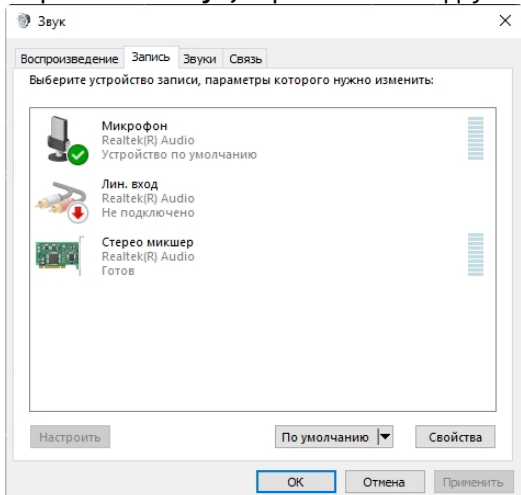 Звук
Воспроизведение Запись Звуки Связь
Выберите устройство записи, параметры которого нужно изменить:
Микрофон
Realtek(R) Audio
Устройство по умолчанию
Лин. вход
Realtek(R) Audio
Не подключено
Стерео микшер
Realtek(R) Audio
Готов
Настроить По умолчанию Свойства
ОК Отмена Применить